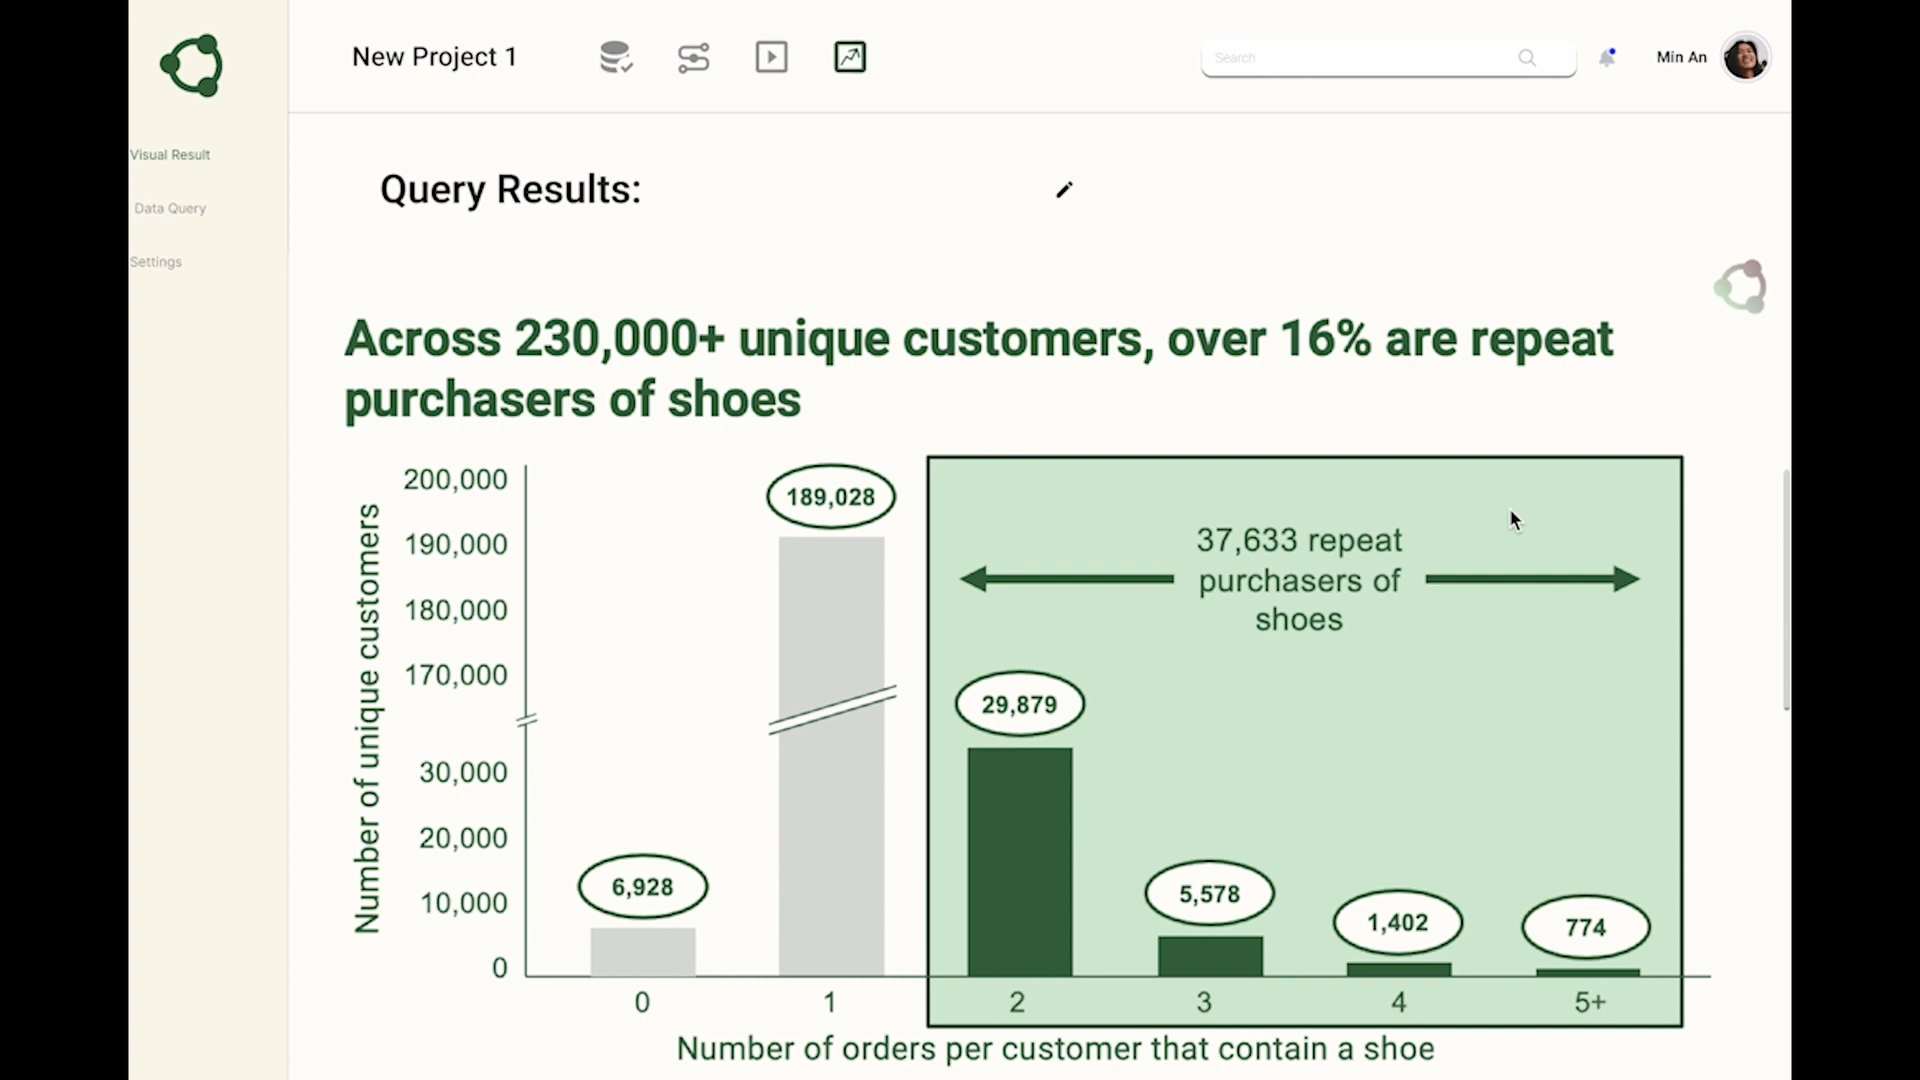 New Project 1
Search
Min An
Visual Result
Data Query
Settings
Query Results:
Across 230,000+ unique customers, over 16% are repeat
purchasers of shoes
Number of unique customers
200,000
190,000
180,000
170,000
30,000
20,000
10,000
0
6,928
189,028
37,633 repeat
purchasers of
shoes
29,879
5,578
1,402
774
0
1
2
3
4
5+
Number of orders per customer that contain a shoe